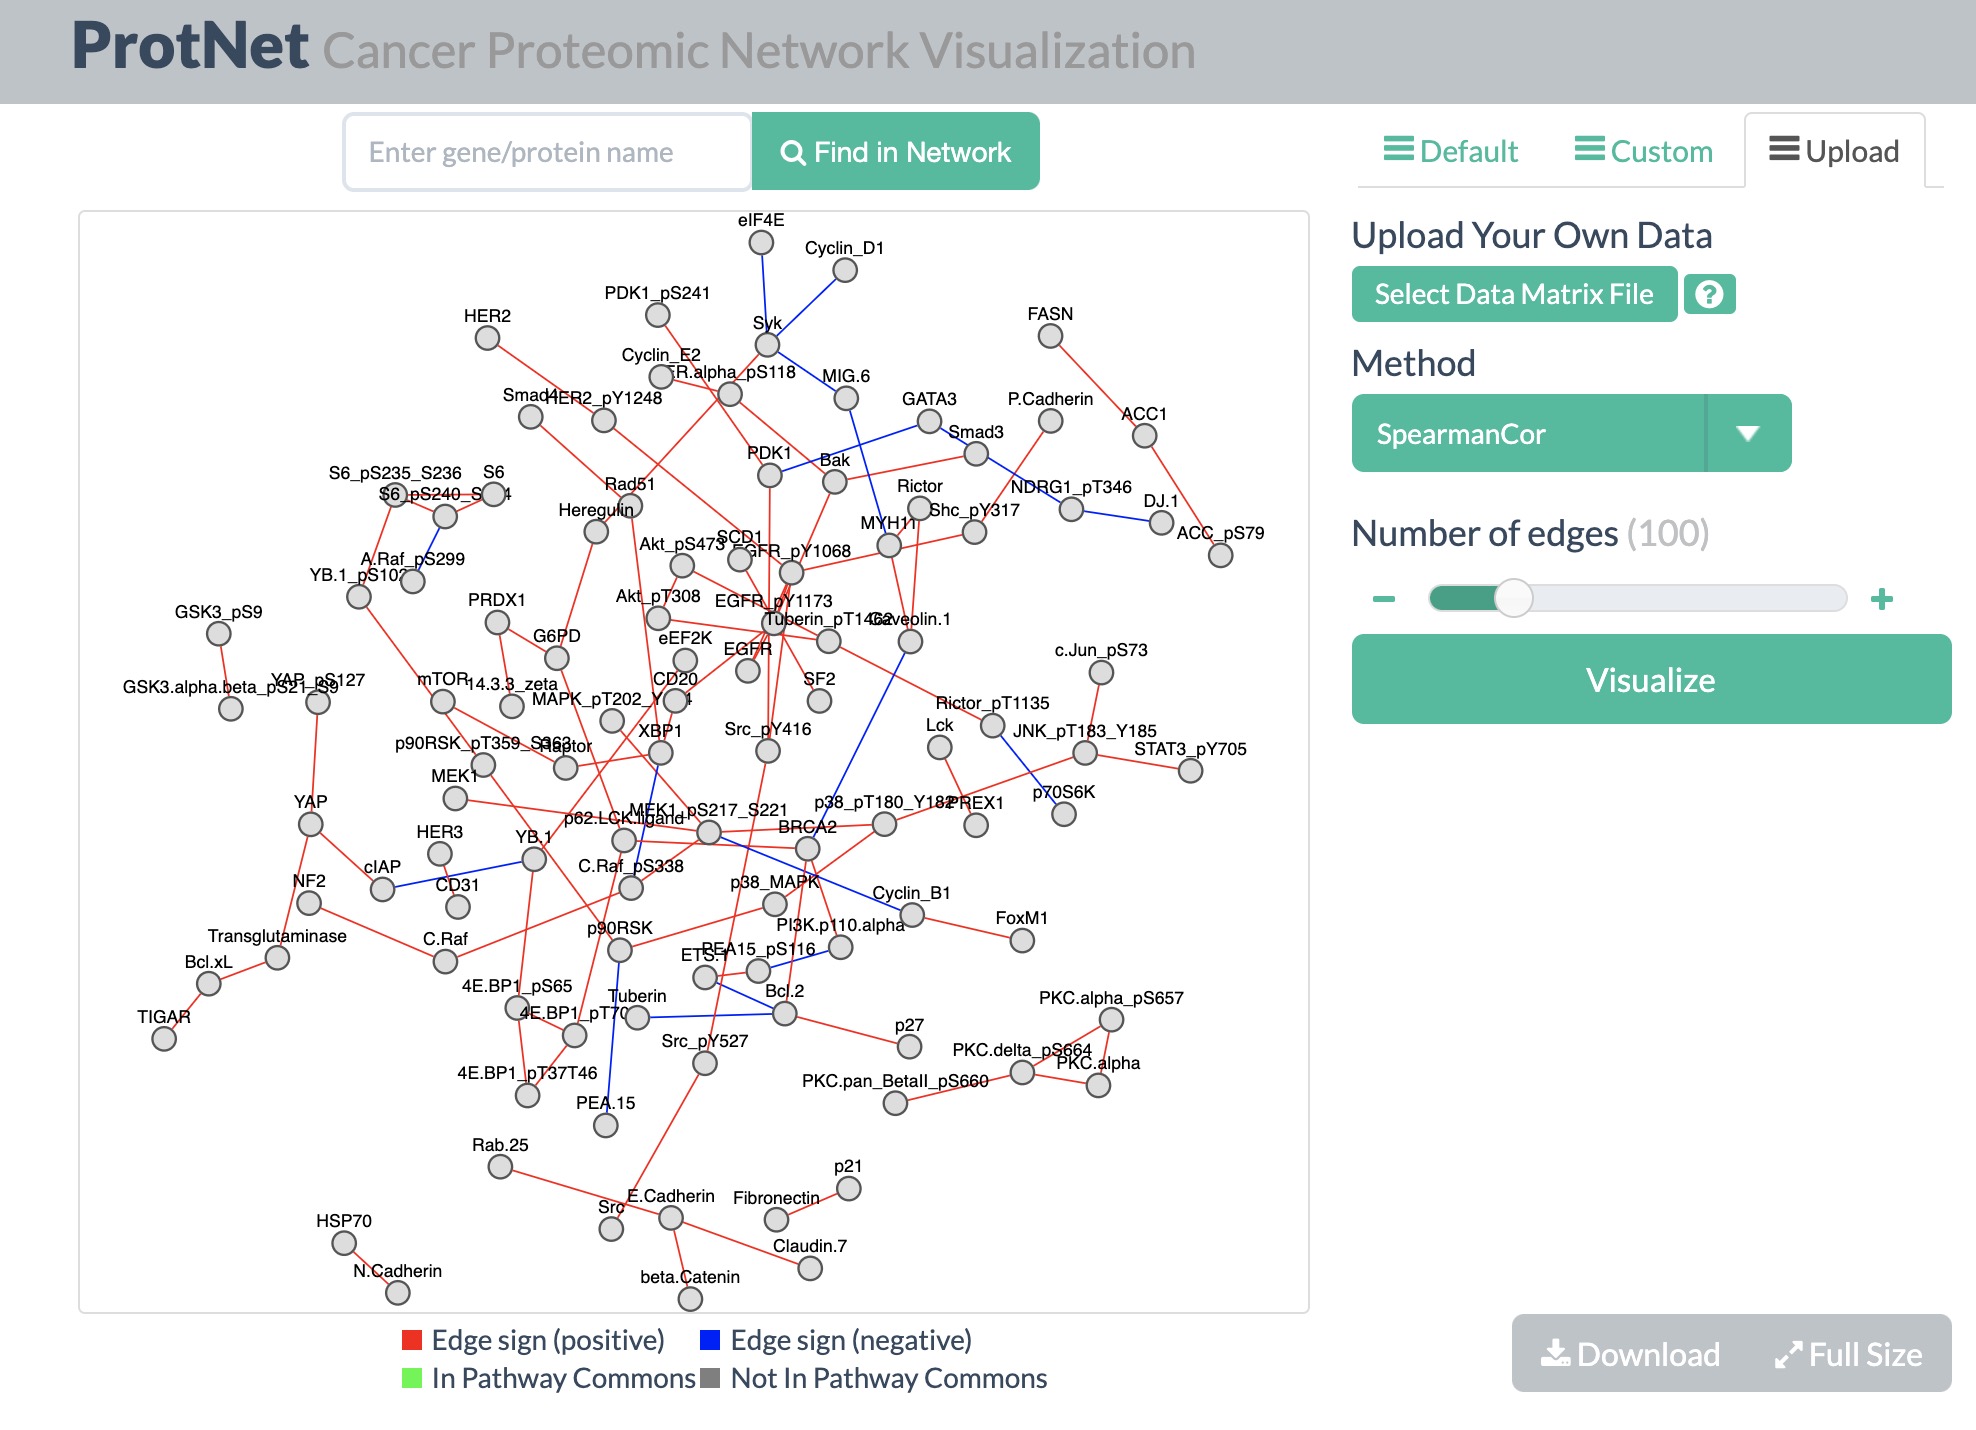 ProtNet Cancer Proteomic Network Visualization
Enter gene/protein name
Find in Network
Default
Custom
Upload
Upload Your Own Data
Select Data Matrix File
?
Method
SpearmanCor
Number of edges (100)
Visualize
eIF4E
Cyclin_D1
PDK1_pS241
HER2
Syk
FASN
Cyclin_E2
ER.alpha_pS118
MIG.6
Smad4
HER2_pY1248
GATA3
P.Cadherin
ACC1
Smad3
PDK1
Bak
S6_pS235_S236
S6
Rad51
Rictor
NDRG1_pT346
Heregulin
Shc_pY317
DJ.1
MYH11
ACC_pS79
SCD1
Akt_pS473
EGFR_pY1068
A.Raf_pS299
YB.1_pS102
Akt_pT308
PRDX1
EGFR_pY1173
GSK3_pS9
Tuberin_pT1462
Caveolin.1
G6PD
eEF2K
EGFR
c.Jun_pS73
mTOR
14.3.3_zeta
CD20
SF2
YAP_pS127
GSK3.alpha.beta_pS21_S9
Rictor_pT1135
XBP1
Src_pY416
Lck
JNK_pT183_Y185
p90RSK_pT359_S363
Raptor
STAT3_pY705
MEK1
YAP
p62.LCK.ligand
MEK1_pS217_S221
p38_pT180_Y182
PREX1
p70S6K
HER3
YB.1
BRCA2
cIAP
C.Raf_pS338
NF2
CD31
p38_MAPK
Cyclin_B1
FoxM1
Transglutaminase
C.Raf
p90RSK
PI3K.p110.alpha
ETS.1
PEA15_pS116
Bcl.xL
4E.BP1_pS65
Tuberin
Bcl.2
PKC.alpha_pS657
TIGAR
4E.BP1_pT70
p27
Src_pY527
PKC.delta_pS664
PKC.alpha
4E.BP1_pT37T46
PKC.pan_BetaII_pS660
PEA.15
Rab.25
p21
E.Cadherin
Fibronectin
Src
HSP70
Claudin.7
N.Cadherin
beta.Catenin
Edge sign (positive)
Edge sign (negative)
In Pathway Commons
Not In Pathway Commons
Download
Full Size